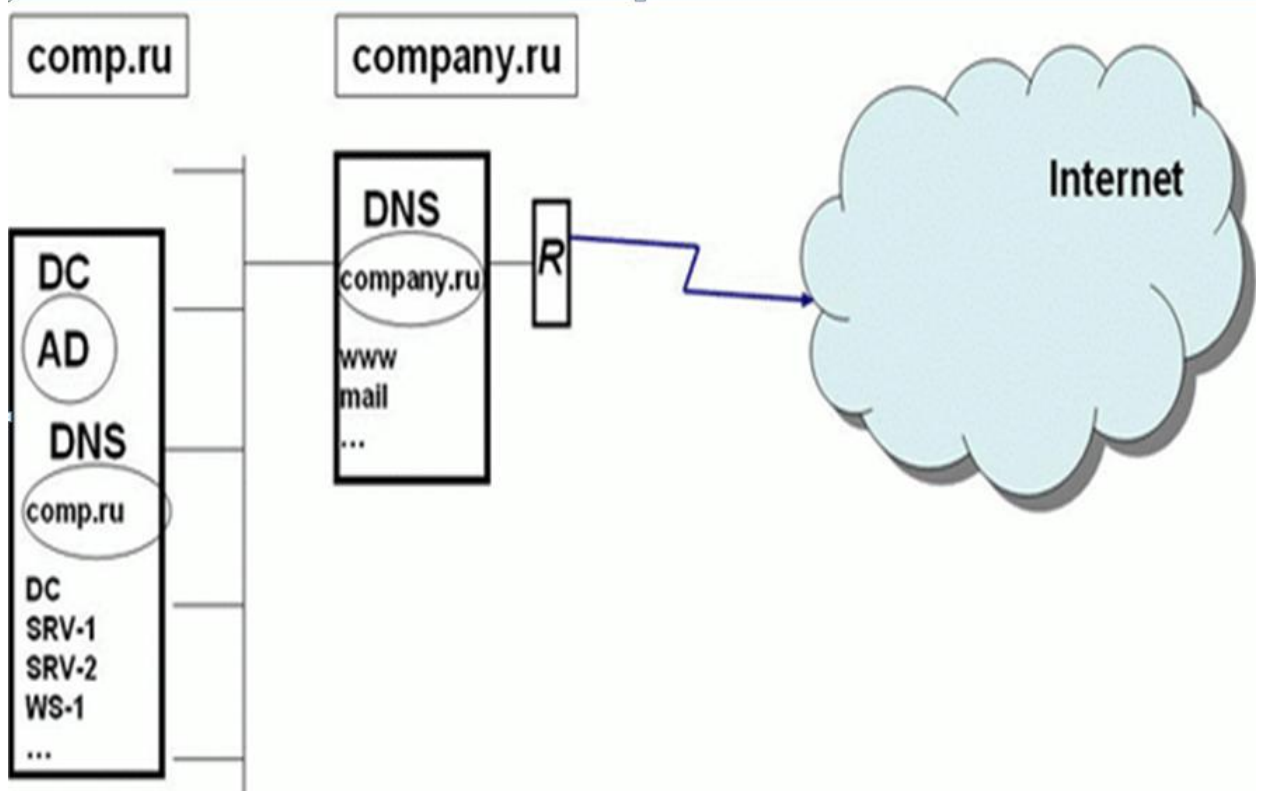 comp.ru
company.ru
DC
AD
DNS
comp.ru
DC
SRV-1
SRV-2
WS-1
...
DNS
company.ru
www
mail
...
R
Internet